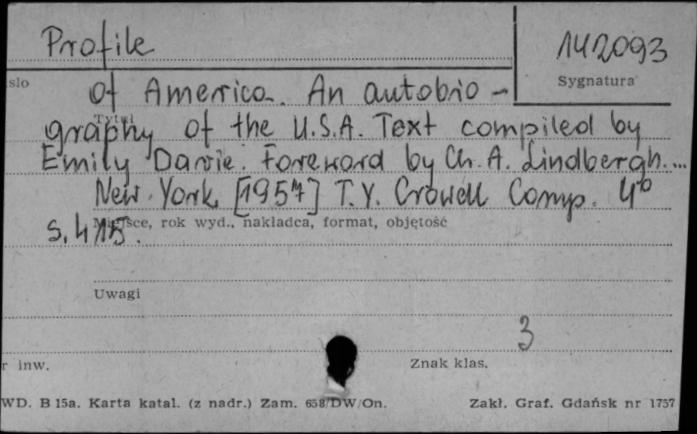 Profile
142093
slo
Sygnatura
of America. An autobio-
Tytuł
graphy of the U.S.A. Text compiled by
Emily Davie. Foreword by Ch. A. Lindbergh...
New York, [1957] T.Y. Crowell Comp. 4°
Miejsce, rok wyd., nakładca, format, objętość
s. 415.
Uwagi
3
r inw.
Znak klas.
WD. B 15a. Karta katal. (z nadr.) Zam. 658/DW/On.
Zakł. Graf. Gdańsk nr 1757